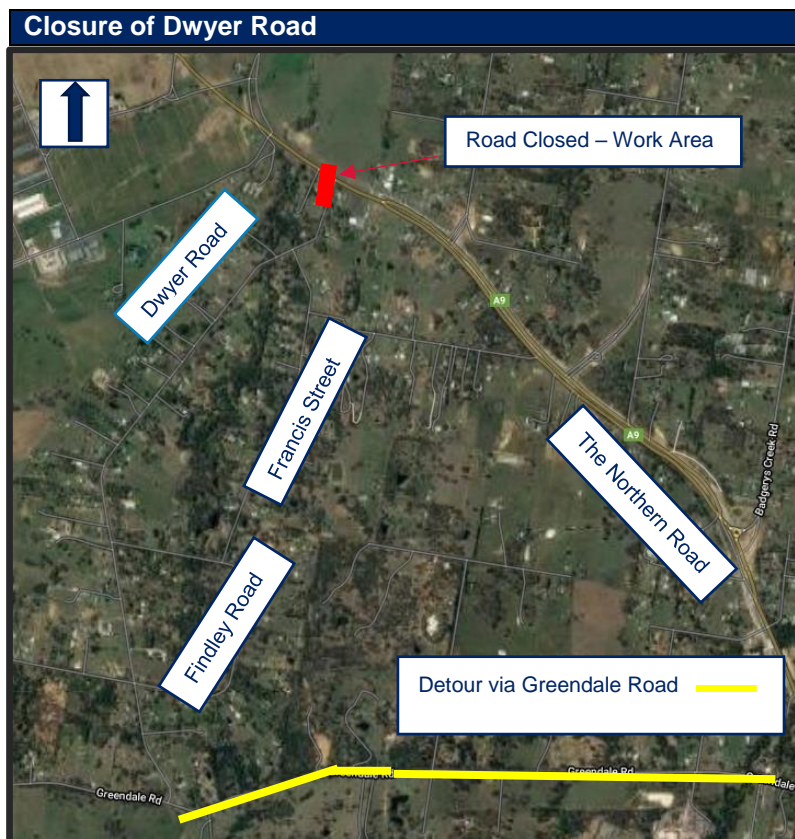 Closure of Dwyer Road
Road Closed – Work Area
Dwyer Road
A9
Francis Street
A9
The Northern Road
Badgerys Creek Rd
Findley Road
Detour via Greendale Road
Greendale Rd
Greendale Rd
Greendale Rd
Greendale